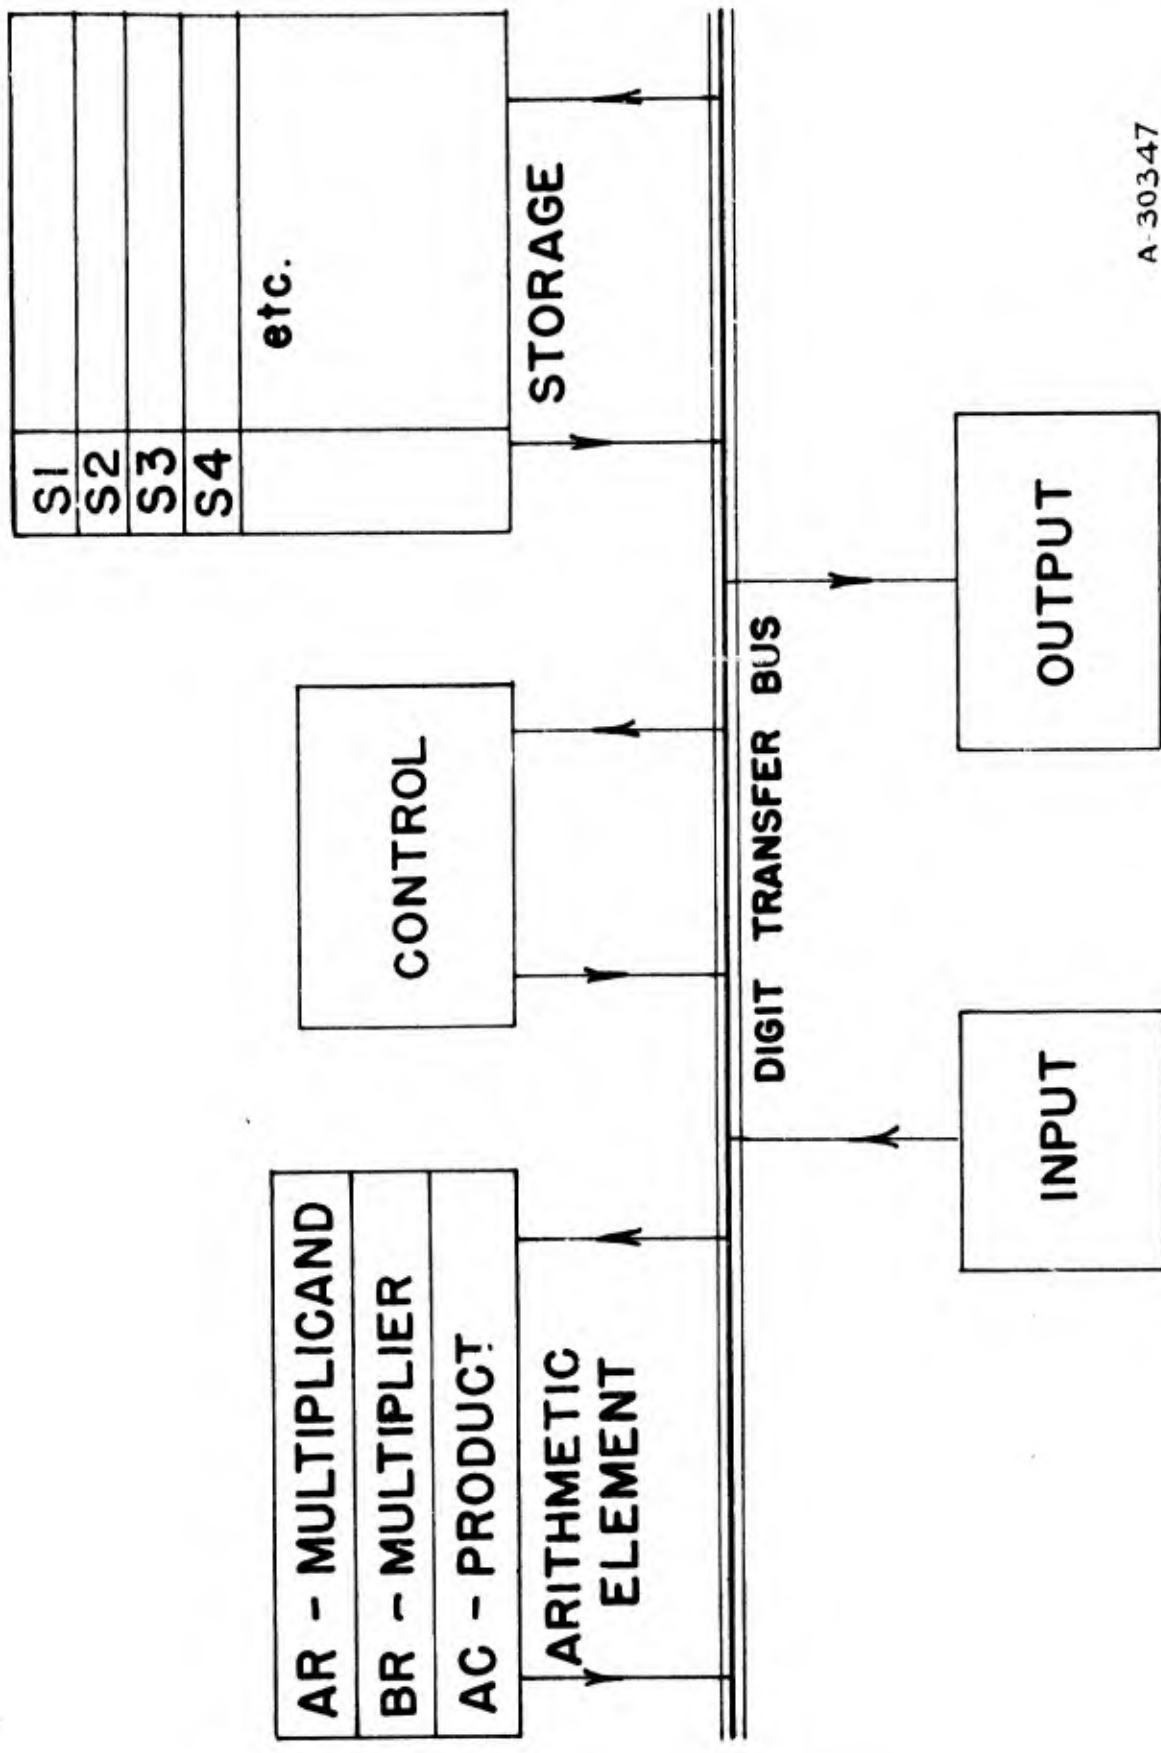 AR - MULTIPLICAND
BR - MULTIPLIER
AC - PRODUCT
ARITHMETIC
ELEMENT
CONTROL
S1
S2
S3
S4
etc.
STORAGE
DIGIT TRANSFER BUS
INPUT
OUTPUT
A-30347